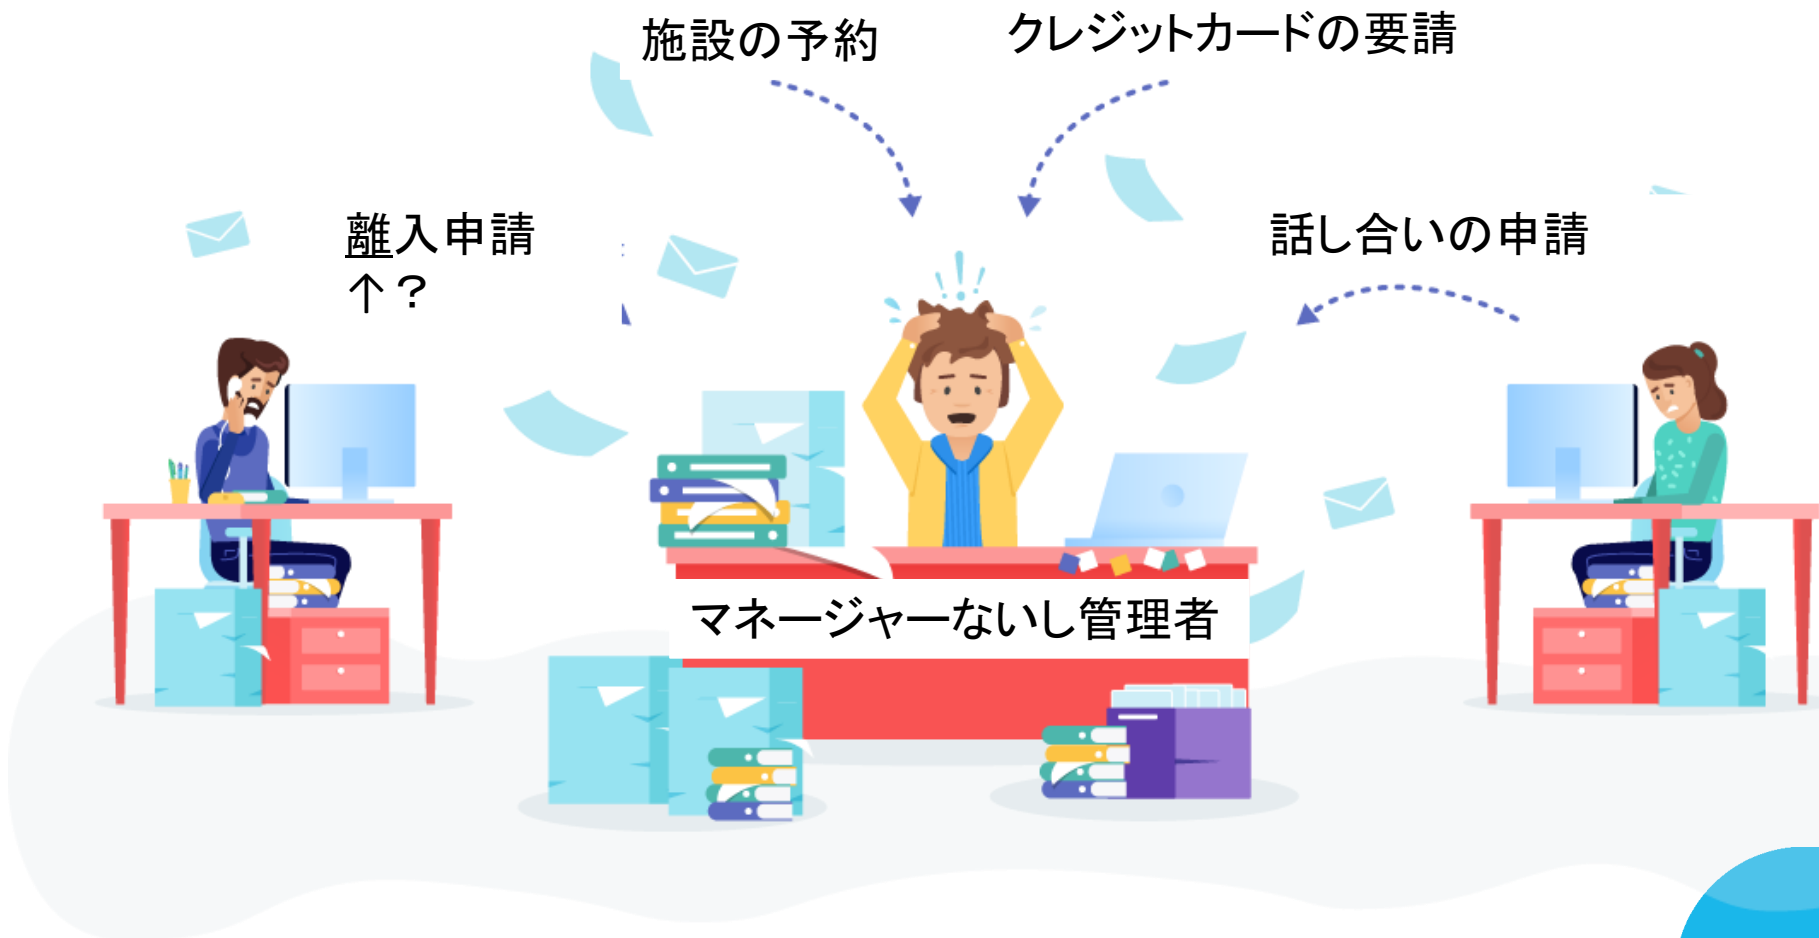 施設の予約
クレジットカードの要請
離入申請
↑？
話し合いの申請
マネージャーないし管理者